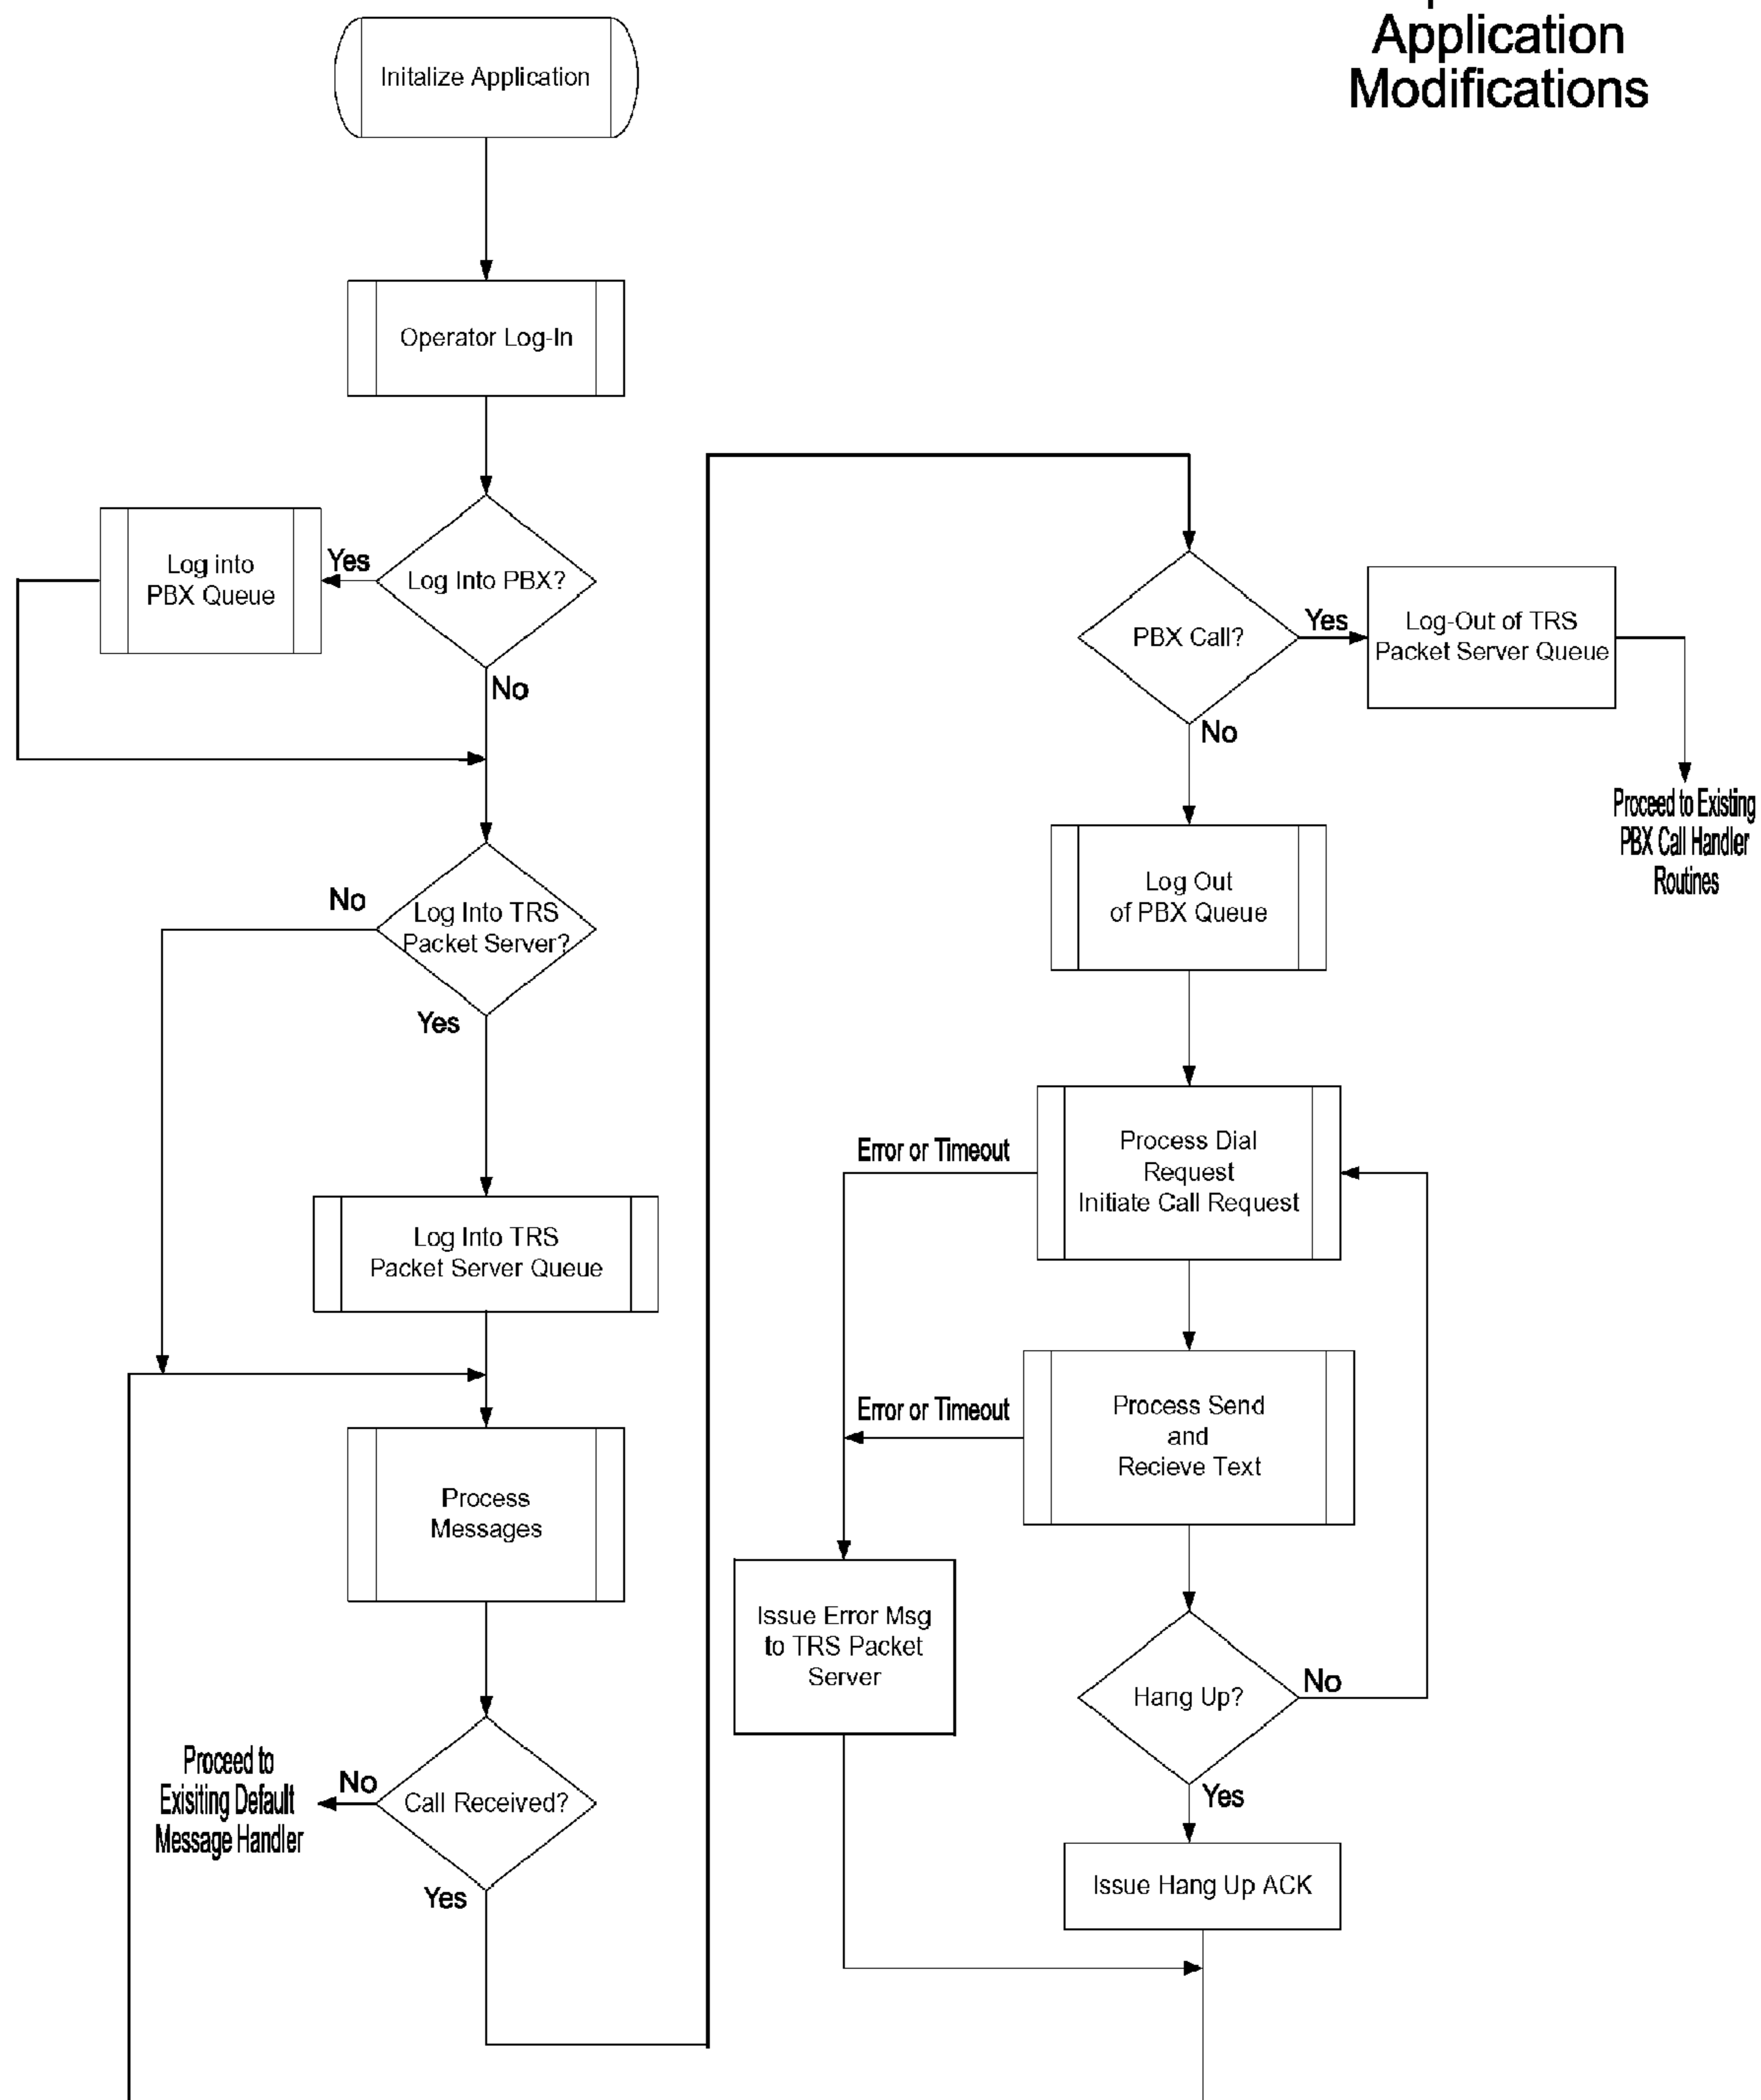 Application
Modifications
Initalize Application
Operator Log-In
Log Into PBX?
Yes
Log into
PBX Queue
No
Log Into TRS
Packet Server?
No
Yes
Log Into TRS
Packet Server Queue
Process
Messages
Call Received?
No
Proceed to
Exisiting Default
Message Handler
Yes
PBX Call?
Yes
Log-Out of TRS
Packet Server Queue
Proceed to Existing
PBX Call Handler
Routines
No
Log Out
of PBX Queue
Process Dial
Request
Initiate Call Request
Error or Timeout
Process Send
and
Recieve Text
Error or Timeout
Issue Error Msg
to TRS Packet
Server
Hang Up?
No
Yes
Issue Hang Up ACK